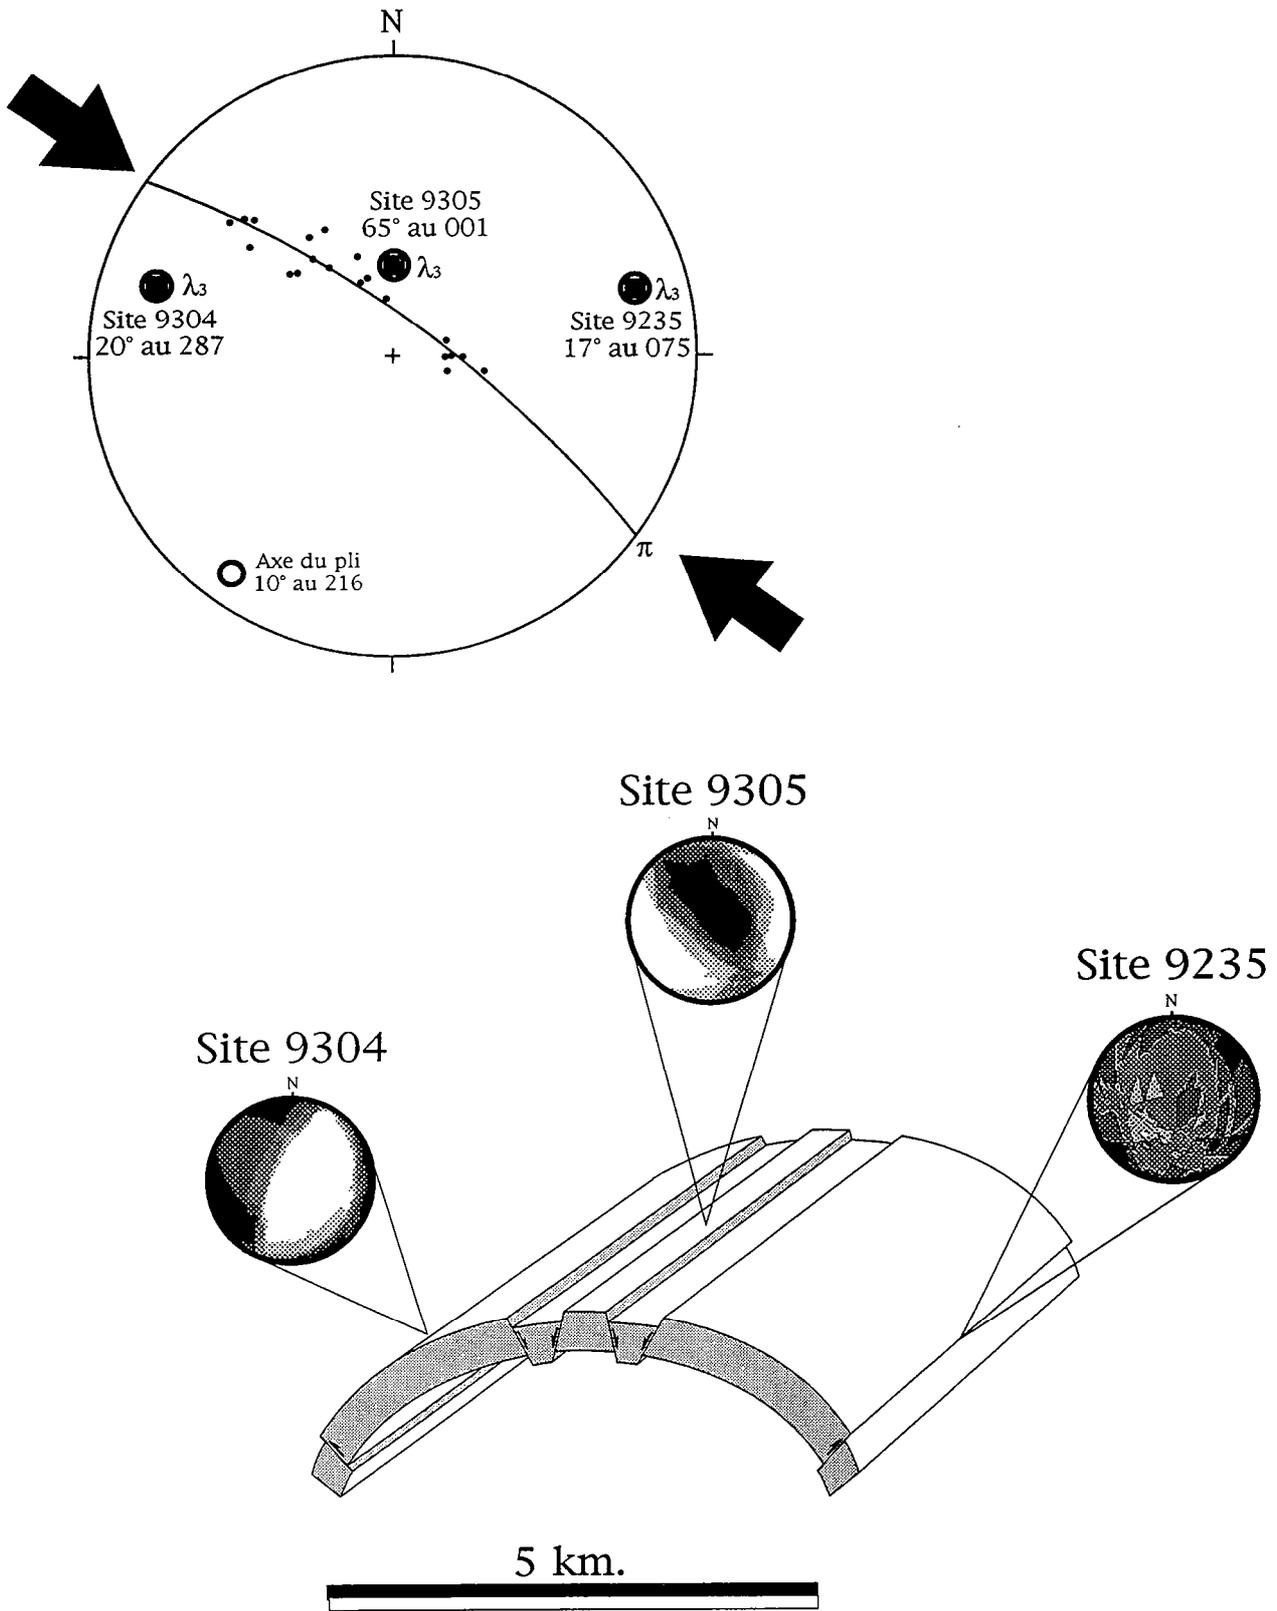 N
Site 9305
65° au 001
λ3
λ3
Site 9304
20° au 287
λ3
Site 9235
17° au 075
π
Axe du pli
10° au 216
Site 9305
N
Site 9235
N
Site 9304
N
5 km.